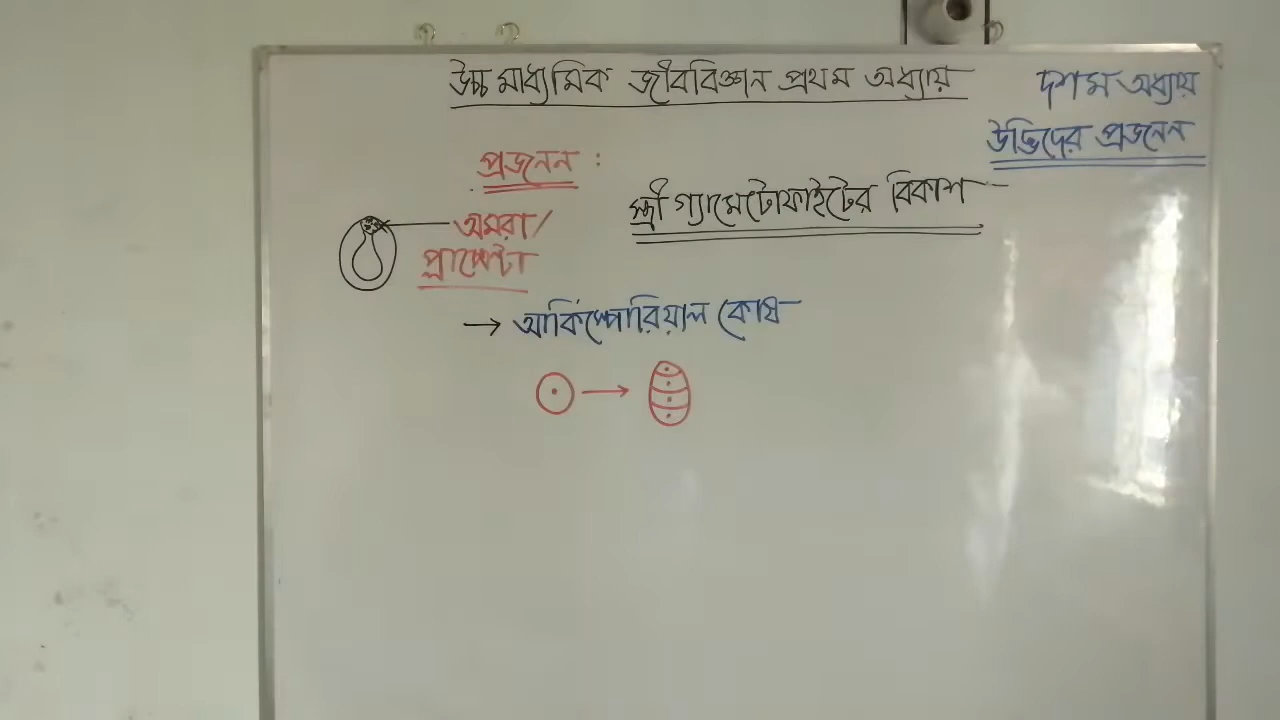 উচ্চ মাধ্যমিক জীববিজ্ঞান প্রথম অধ্যায়
দশম অধ্যায়
উদ্ভিদের প্রজনন
প্রজনন :
স্ত্রী গ্যামেটোফাইটের বিকাশ
অমরা/
প্লাসেন্টা
→ আর্কিস্পোরিয়াল কোষ